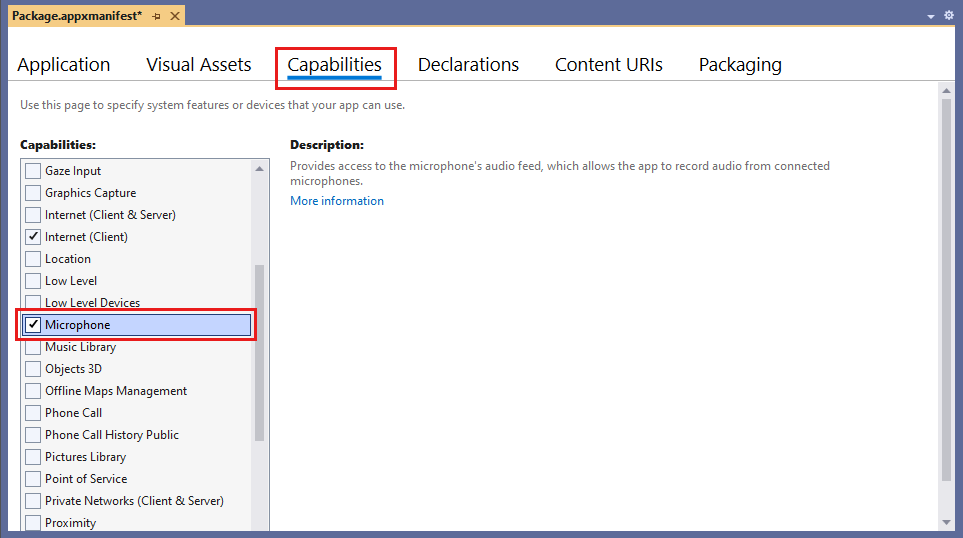 Package.appxmanifest*
Application Visual Assets Capabilities Declarations Content URIs Packaging
Use this page to specify system features or devices that your app can use.
Capabilities:
Gaze Input
Graphics Capture
Internet (Client & Server)
Internet (Client)
Location
Low Level
Low Level Devices
Microphone
Music Library
Objects 3D
Offline Maps Management
Phone Call
Phone Call History Public
Pictures Library
Point of Service
Private Networks (Client & Server)
Proximity
Description:
Provides access to the microphone's audio feed, which allows the app to record audio from connected
microphones.
More information